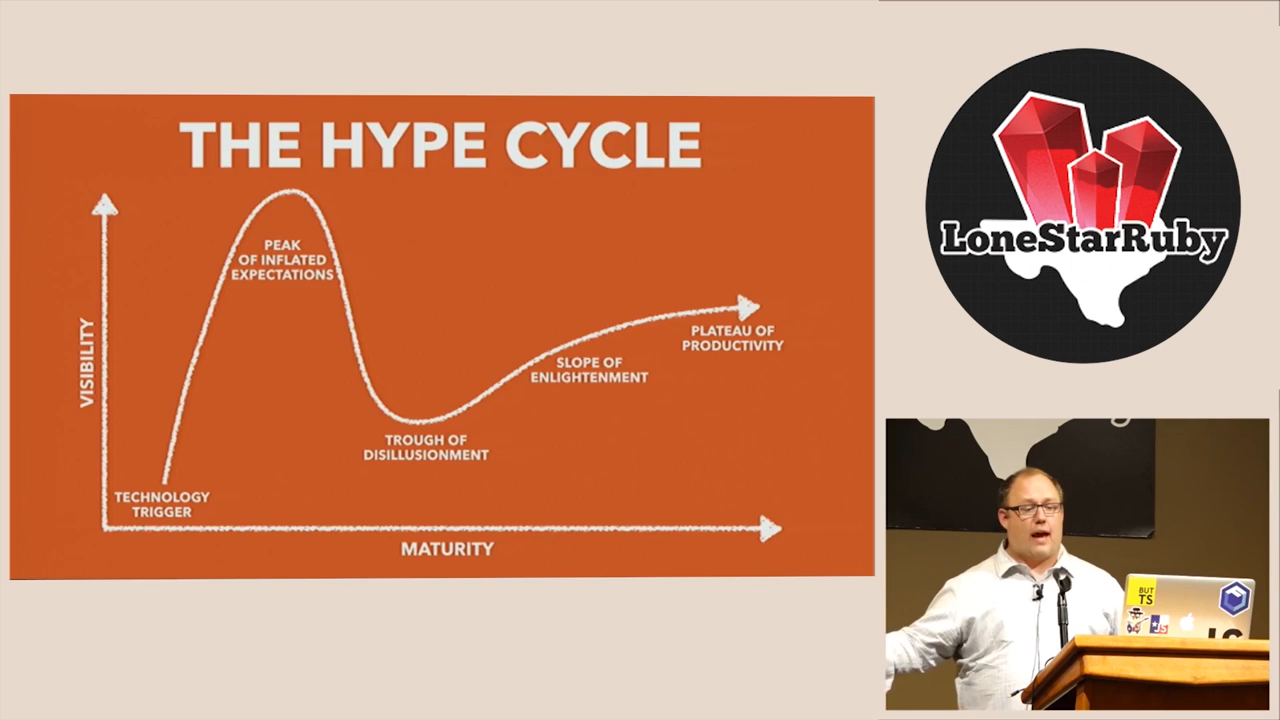 THE HYPE CYCLE
VISIBILITY
PEAK
OF INFLATED
EXPECTATIONS
PLATEAU OF
PRODUCTIVITY
SLOPE OF
ENLIGHTENMENT
TROUGH OF
DISILLUSIONMENT
TECHNOLOGY
TRIGGER
MATURITY
LoneStarRuby
BUT
TS
JS